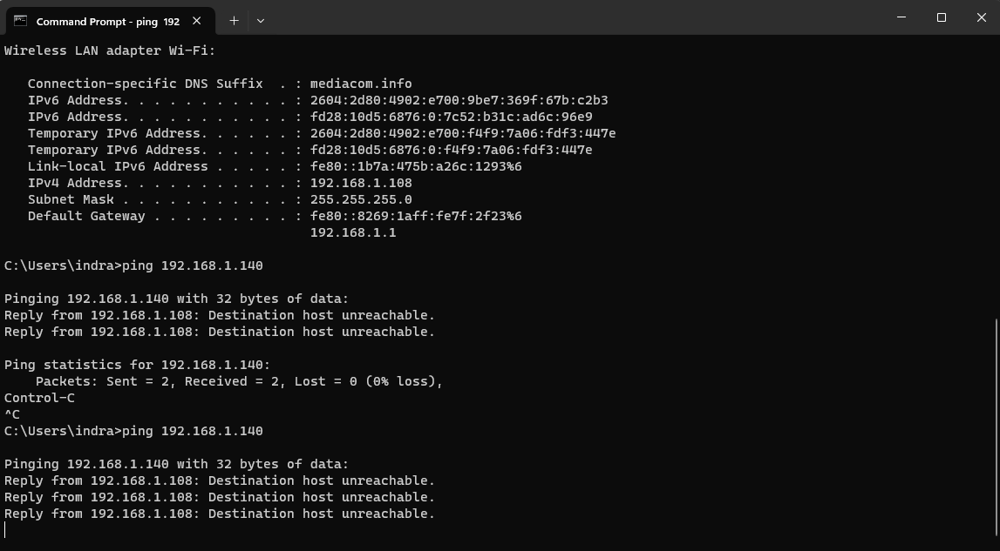 Command Prompt - ping 192
Wireless LAN adapter Wi-Fi:
Connection-specific DNS Suffix  . : mediacom.info
IPv6 Address. . . . . . . . . . . : 2604:2d80:4902:e700:9be7:369f:67b:c2b3
IPv6 Address. . . . . . . . . . . : fd28:10d5:6876:0:7c52:b31c:ad6c:96e9
Temporary IPv6 Address. . . . . . : 2604:2d80:4902:e700:f4f9:7a06:fdf3:447e
Temporary IPv6 Address. . . . . . : fd28:10d5:6876:0:f4f9:7a06:fdf3:447e
Link-local IPv6 Address . . . . . : fe80::1b7a:475b:a26c:1293%6
IPv4 Address. . . . . . . . . . . : 192.168.1.108
Subnet Mask . . . . . . . . . . . : 255.255.255.0
Default Gateway . . . . . . . . . : fe80::8269:1aff:fe7f:2f23%6
192.168.1.1
C:\Users\indra>ping 192.168.1.140
Pinging 192.168.1.140 with 32 bytes of data:
Reply from 192.168.1.108: Destination host unreachable.
Reply from 192.168.1.108: Destination host unreachable.
Ping statistics for 192.168.1.140:
Packets: Sent = 2, Received = 2, Lost = 0 (0% loss),
Control-C
^C
C:\Users\indra>ping 192.168.1.140
Pinging 192.168.1.140 with 32 bytes of data:
Reply from 192.168.1.108: Destination host unreachable.
Reply from 192.168.1.108: Destination host unreachable.
Reply from 192.168.1.108: Destination host unreachable.